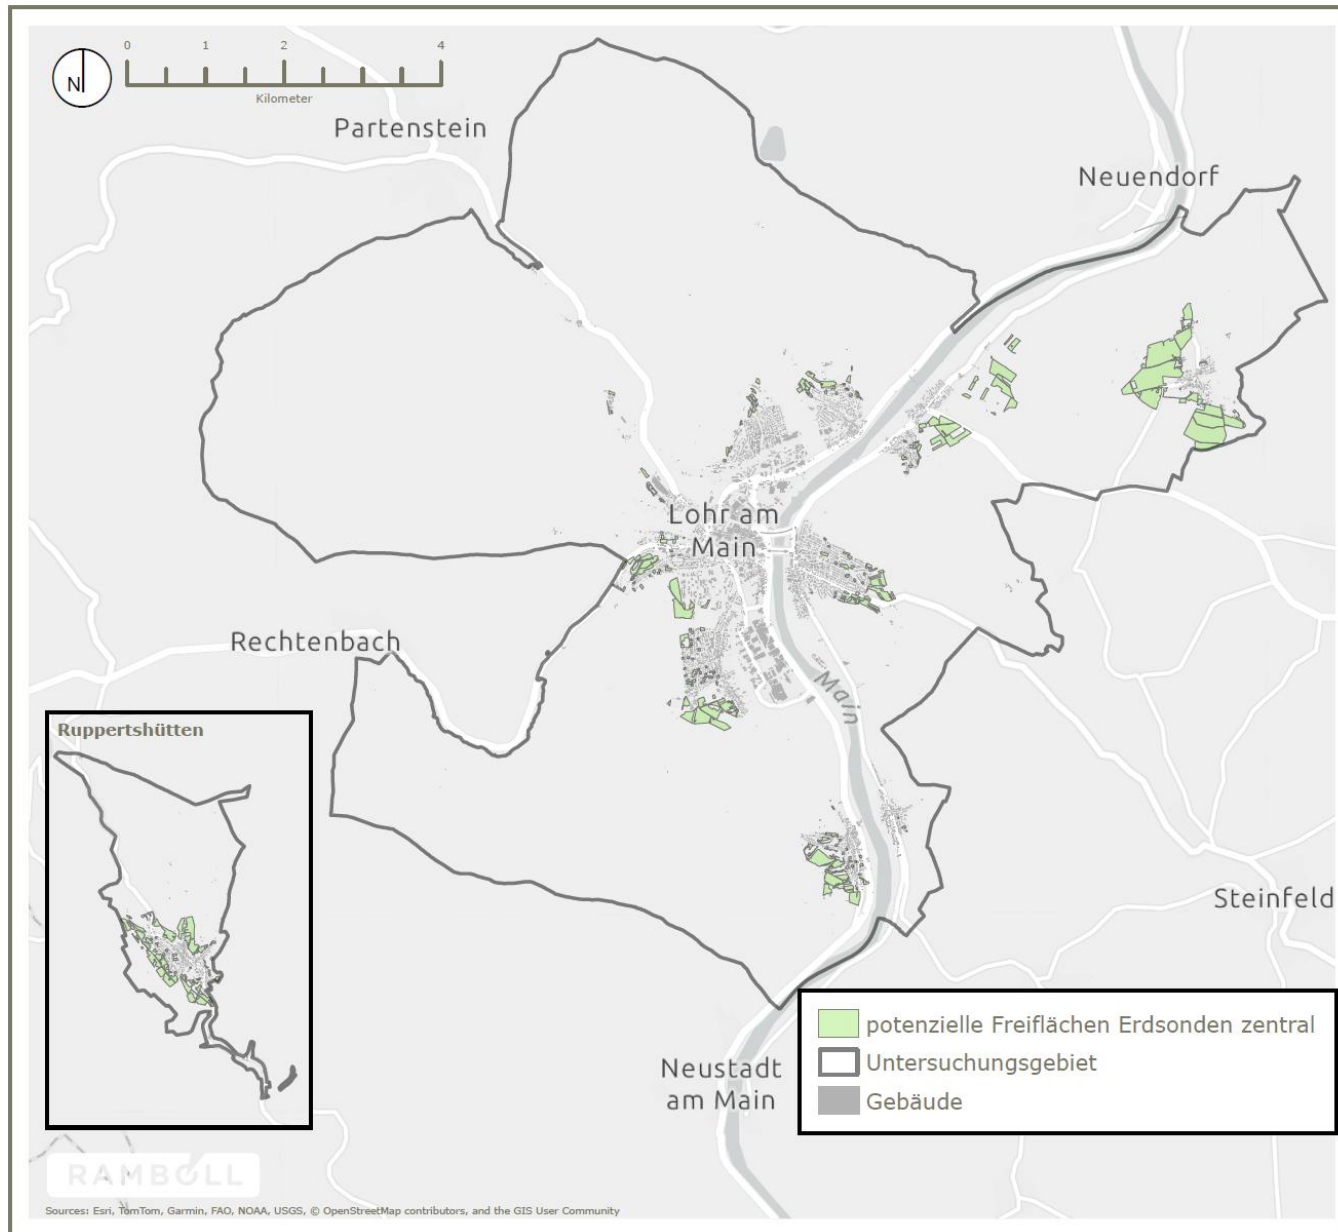 0 1 2 4
N
Kilometer
Partenstein
Neuendorf
Lohr am
Main
Rechtenbach
Main
Ruppertshütten
Steinfeld
Neustadt
am Main
potenzielle Freiflächen Erdsonden zentral
Untersuchungsgebiet
Gebäude
RAMBOLL
Sources: Esri, TomTom, Garmin, FAO, NOAA, USGS, © OpenStreetMap contributors, and the GIS User Community